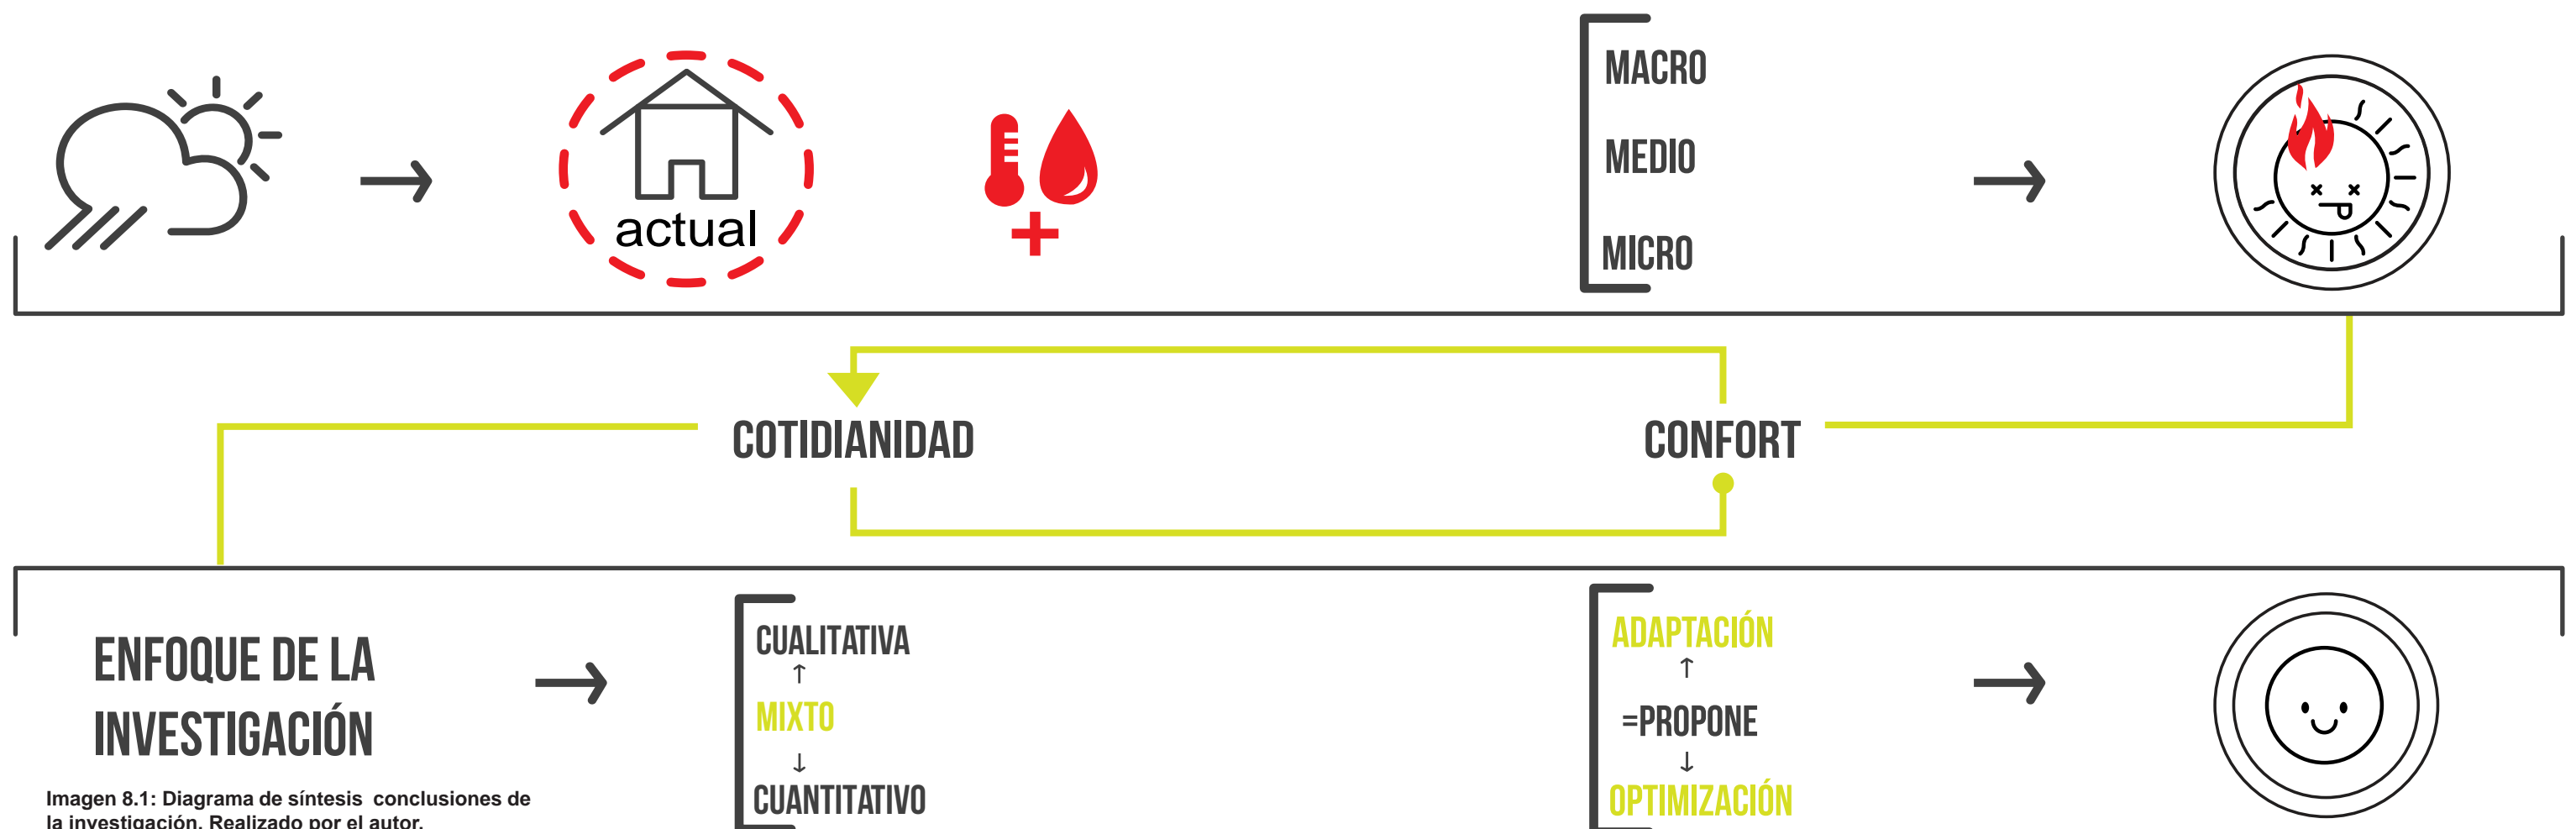 actual
MACRO
MEDIO
MICRO
COTIDIANIDAD
CONFORT
ENFOQUE DE LA
INVESTIGACIÓN
CUALITATIVA
↑
MIXTO
↓
CUANTITATIVO
ADAPTACIÓN
↑
=PROPONE
↓
OPTIMIZACIÓN
Imagen 8.1: Diagrama de síntesis conclusiones de
la investigación. Realizado por el autor.